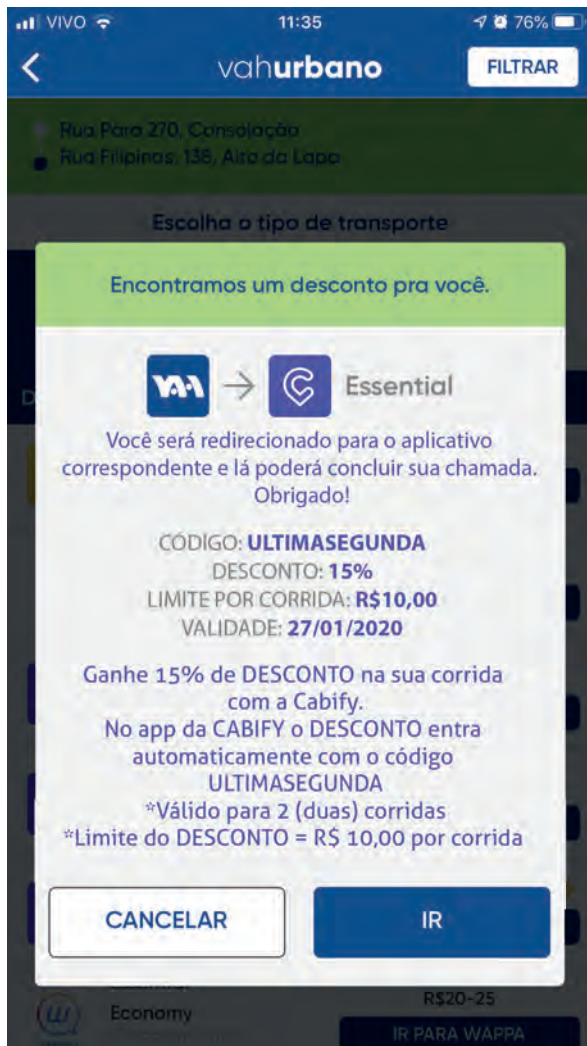 VIVO 11:35 76%
vahurbano FILTRAR
Rua Para 270, Consolação
Rua Filipinas, 138, Alto da Lapa
Escolha o tipo de transporte
Encontramos um desconto pra você.
VAH → Essential
Você será redirecionado para o aplicativo
correspondente e lá poderá concluir sua chamada.
Obrigado!
CÓDIGO: ULTIMASEGUNDA
DESCONTO: 15%
LIMITE POR CORRIDA: R$10,00
VALIDADE: 27/01/2020
Ganhe 15% de DESCONTO na sua corrida
com a Cabify.
No app da CABIFY o DESCONTO entra
automaticamente com o código
ULTIMASEGUNDA
*Válido para 2 (duas) corridas
*Limite do DESCONTO = R$ 10,00 por corrida
CANCELAR IR
Economy R$20-25
IR PARA WAPPA